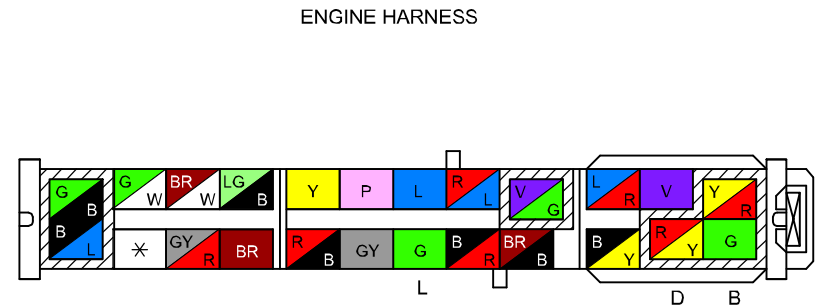 ENGINE HARNESS
G B G W BR W LG B Y P L R L V G L R V Y R
B L GY R BR R B GY G B R BR B B Y R Y G
L D B